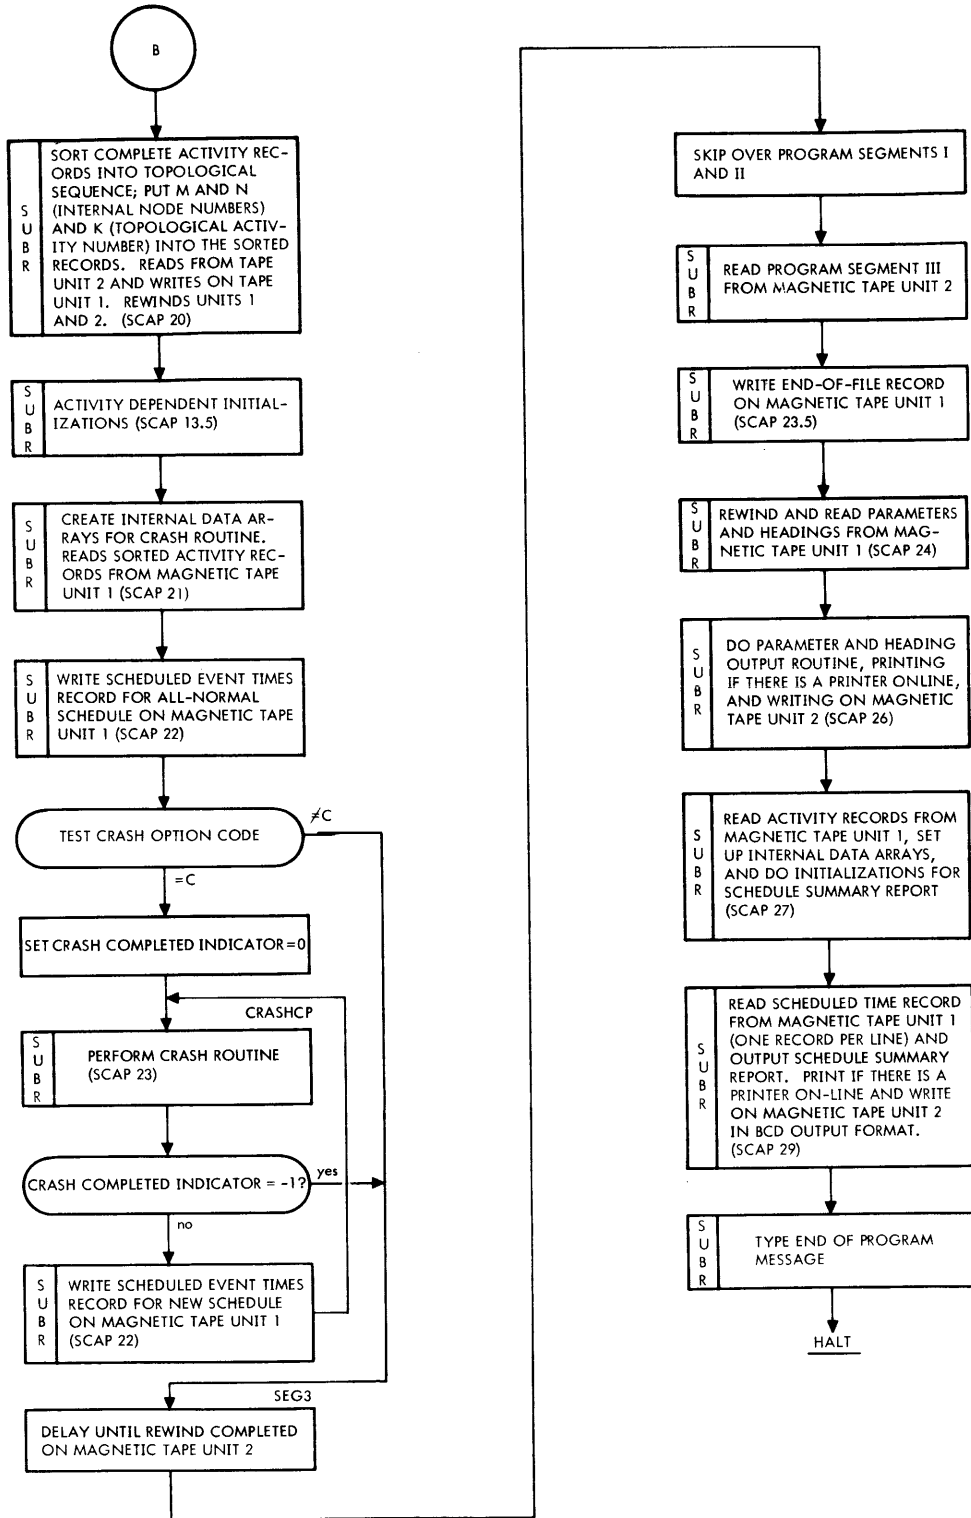 B
SUBR
SORT COMPLETE ACTIVITY REC-
ORDS INTO TOPOLOGICAL
SEQUENCE; PUT M AND N
(INTERNAL NODE NUMBERS)
AND K (TOPOLOGICAL ACTIV-
ITY NUMBER) INTO THE SORTED
RECORDS. READS FROM TAPE
UNIT 2 AND WRITES ON TAPE
UNIT 1. REWINDS UNITS 1
AND 2. (SCAP 20)
SUBR
ACTIVITY DEPENDENT INITIAL-
IZATIONS (SCAP 13.5)
SUBR
CREATE INTERNAL DATA AR-
RAYS FOR CRASH ROUTINE.
READS SORTED ACTIVITY REC-
ORDS FROM MAGNETIC TAPE
UNIT 1 (SCAP 21)
SUBR
WRITE SCHEDULED EVENT TIMES
RECORD FOR ALL-NORMAL
SCHEDULE ON MAGNETIC TAPE
UNIT 1 (SCAP 22)
TEST CRASH OPTION CODE
≠C
=C
SET CRASH COMPLETED INDICATOR=0
CRASHCP
SUBR
PERFORM CRASH ROUTINE
(SCAP 23)
CRASH COMPLETED INDICATOR = -1?
yes
no
SUBR
WRITE SCHEDULED EVENT TIMES
RECORD FOR NEW SCHEDULE
ON MAGNETIC TAPE UNIT 1
(SCAP 22)
SEG3
DELAY UNTIL REWIND COMPLETED
ON MAGNETIC TAPE UNIT 2
SKIP OVER PROGRAM SEGMENTS I
AND II
SUBR
READ PROGRAM SEGMENT III
FROM MAGNETIC TAPE UNIT 2
SUBR
WRITE END-OF-FILE RECORD
ON MAGNETIC TAPE UNIT 1
(SCAP 23.5)
SUBR
REWIND AND READ PARAMETERS
AND HEADINGS FROM MAG-
NETIC TAPE UNIT 1 (SCAP 24)
SUBR
DO PARAMETER AND HEADING
OUTPUT ROUTINE, PRINTING
IF THERE IS A PRINTER ONLINE,
AND WRITING ON MAGNETIC
TAPE UNIT 2 (SCAP 26)
SUBR
READ ACTIVITY RECORDS FROM
MAGNETIC TAPE UNIT 1, SET
UP INTERNAL DATA ARRAYS,
AND DO INITIALIZATIONS FOR
SCHEDULE SUMMARY REPORT
(SCAP 27)
SUBR
READ SCHEDULED TIME RECORD
FROM MAGNETIC TAPE UNIT 1
(ONE RECORD PER LINE) AND
OUTPUT SCHEDULE SUMMARY
REPORT. PRINT IF THERE IS A
PRINTER ON-LINE AND WRITE
ON MAGNETIC TAPE UNIT 2
IN BCD OUTPUT FORMAT.
(SCAP 29)
SUBR
TYPE END OF PROGRAM
MESSAGE
HALT